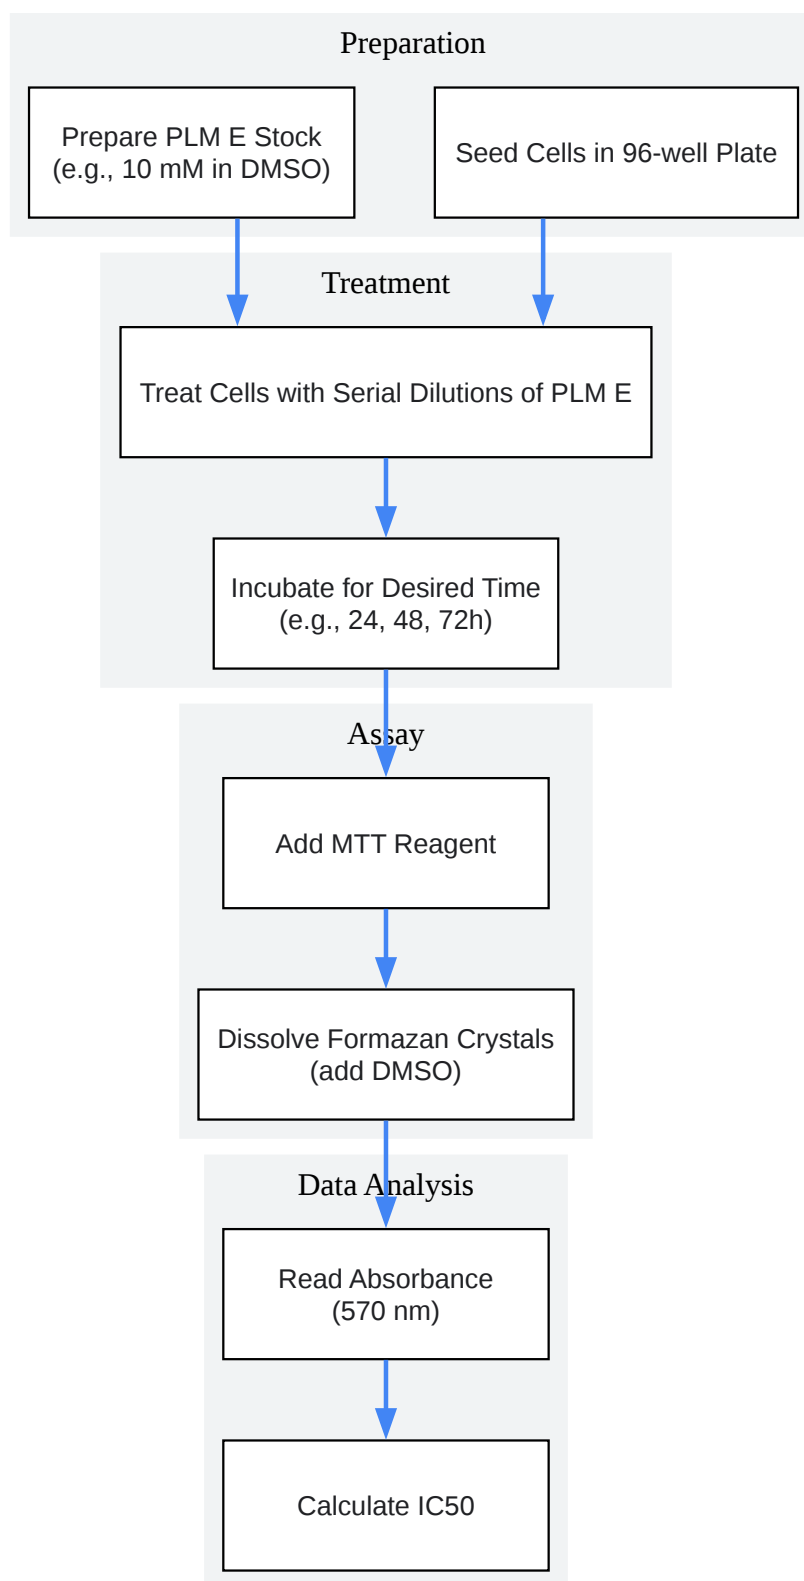 Preparation
Prepare PLM E Stock
(e.g., 10 mM in DMSO)
Seed Cells in 96-well Plate
Treatment
Treat Cells with Serial Dilutions of PLM E
Incubate for Desired Time
(e.g., 24, 48, 72h)
Assay
Add MTT Reagent
Dissolve Formazan Crystals
(add DMSO)
Data Analysis
Read Absorbance
(570 nm)
Calculate IC50